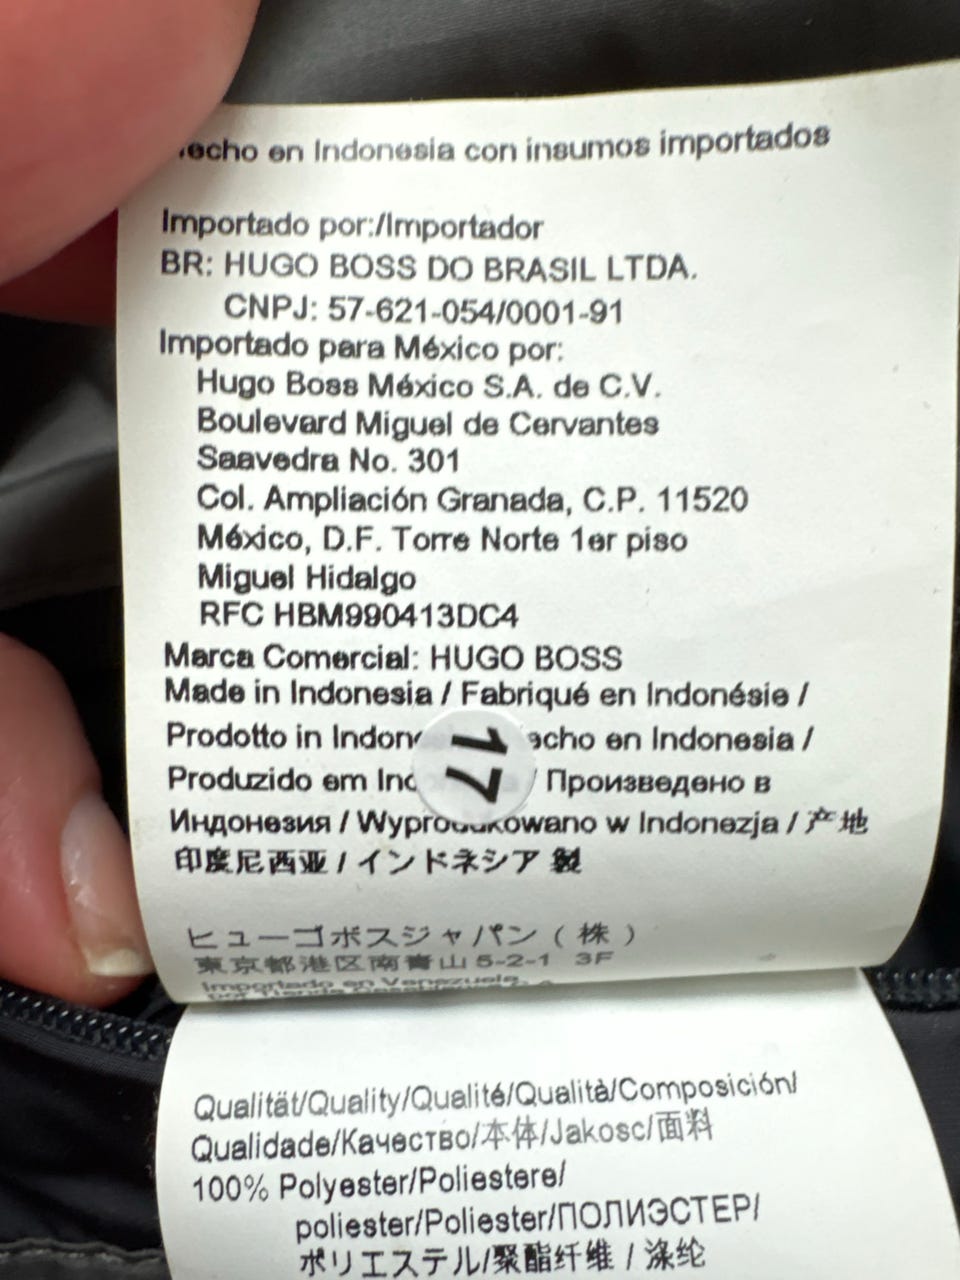 echo en Indonesia con insumos importados
Importado por:/Importador
BR: HUGO BOSS DO BRASIL LTDA.
CNPJ: 57-621-054/0001-91
Importado para México por:
Hugo Boss México S.A. de C.V.
Boulevard Miguel de Cervantes
Saavedra No. 301
Col. Ampliación Granada, C.P. 11520
México, D.F. Torre Norte 1er piso
Miguel Hidalgo
RFC HBM990413DC4
Marca Comercial: HUGO BOSS
Made in Indonesia / Fabriqué en Indonésie /
Prodotto in Indon echo en Indonesia /
17
Produzido em Ind / Произведено в
Индонезия / Wyprodukowano w Indonezja / 产地
印度尼西亚 / インドネシア 製
ヒューゴボスジャパン ( 株 )
東京都港区南青山 5-2-1 3F
Importado en Venezuela
por Tienda
Qualität/Quality/Qualité/Qualità/Composición/
Qualidade/Качество/本体/Jakosc/面料
100% Polyester/Poliestere/
poliester/Poliester/ПОЛИЭСТЕР/
ポリエステル/聚酯纤维 / 涤纶